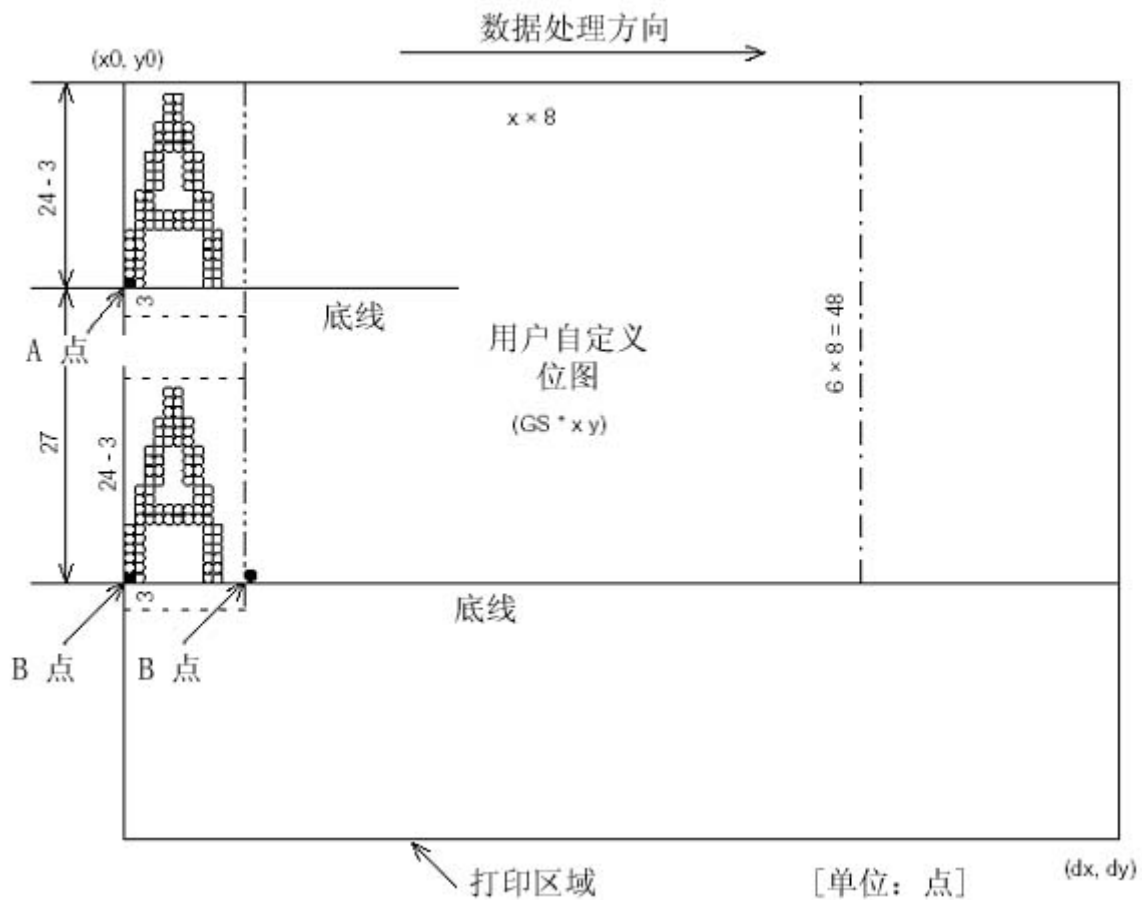 数据处理方向
(x0, y0)
x × 8
24 - 3
3
底线
A 点
用户自定义
位图
(GS * x y)
6 × 8 = 48
27
24 - 3
3
底线
B 点
B 点
打印区域
[单位: 点]
(dx, dy)